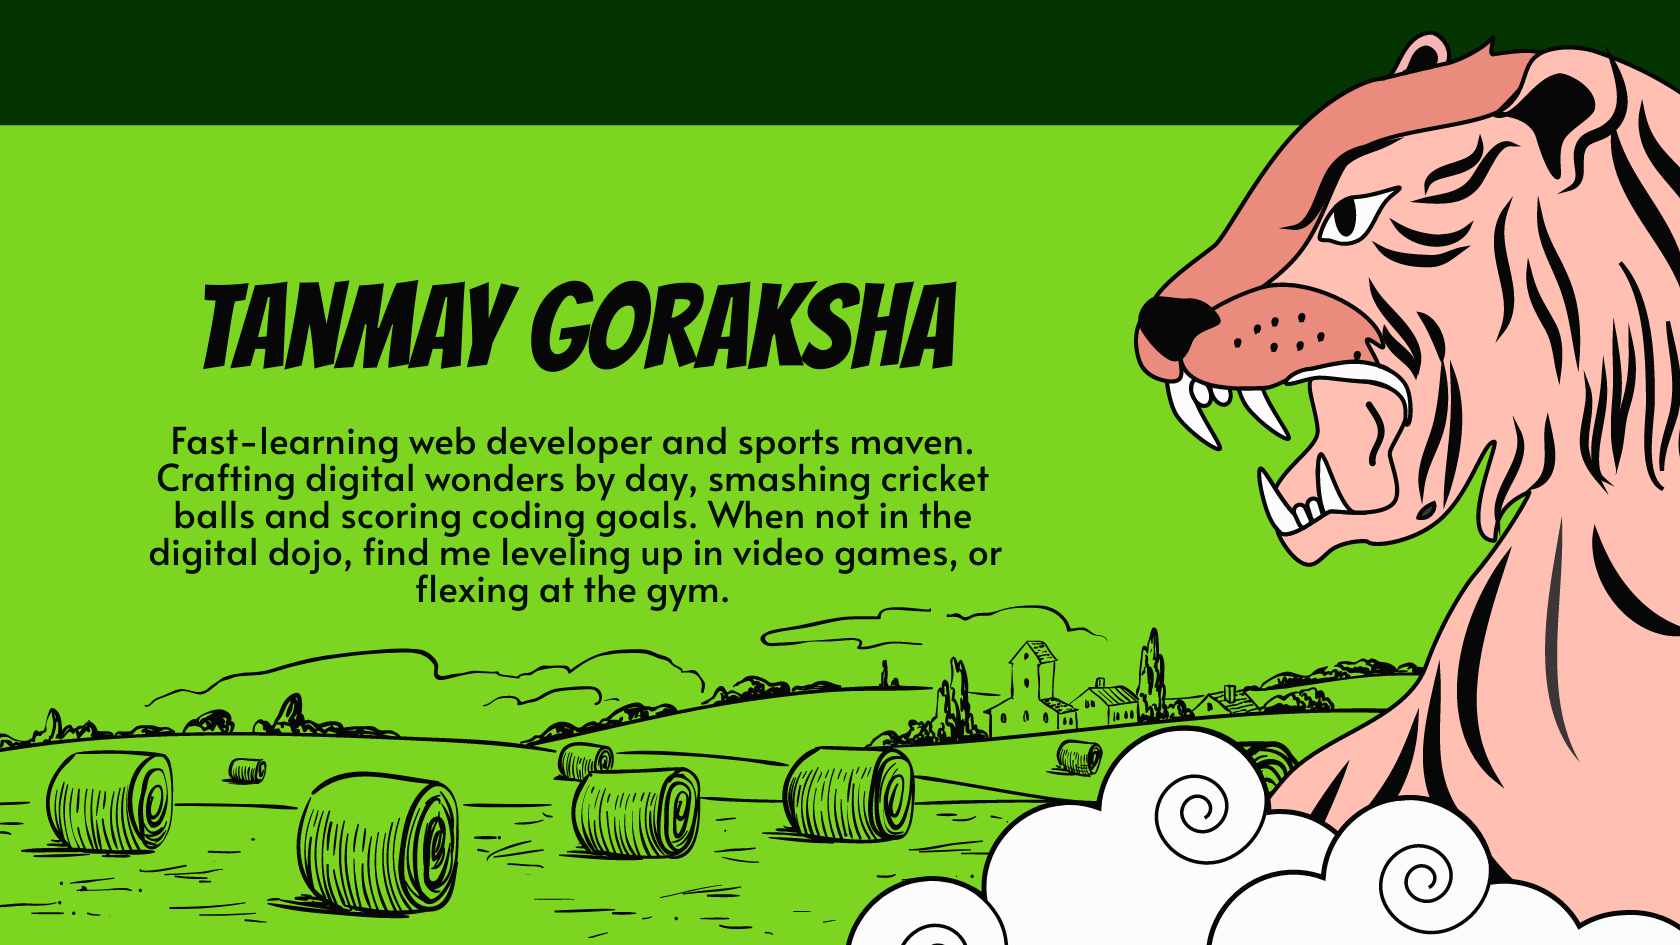 TANMAY GORAKSHA
Fast-learning web developer and sports maven.
Crafting digital wonders by day, smashing cricket
balls and scoring coding goals. When not in the
digital dojo, find me leveling up in video games, or
flexing at the gym.